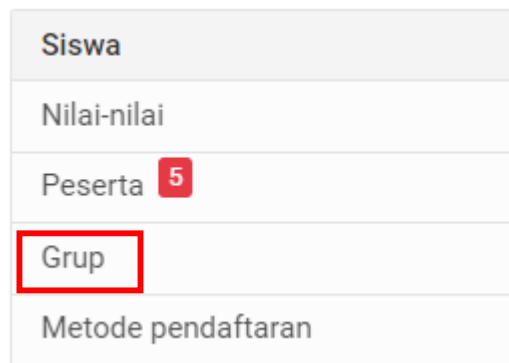 Siswa
Nilai-nilai
Peserta 5
Grup
Metode pendaftaran